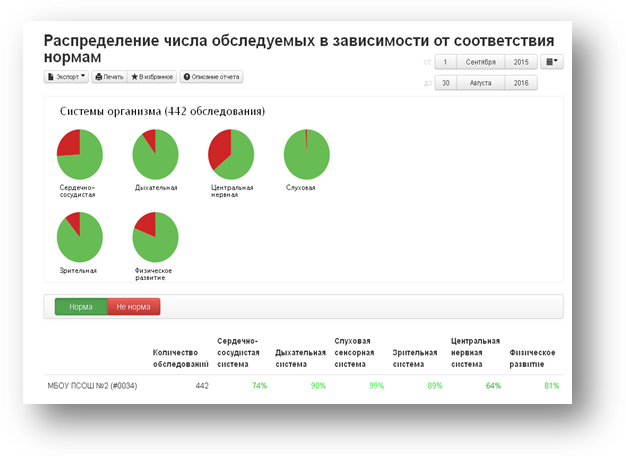 Распределение числа обследуемых в зависимости от соответствия
нормам
от 1 Сентября 2015
Экспорт Печать В избранное Описание отчета
до 30 Августа 2016
Системы организма (442 обследования)
Сердечно-
сосудистая
Дыхательная
Центральная
нервная
Слуховая
Зрительная
Физическое
развитие
Норма Не норма
Количество
обследований
Сердечно-
сосудистая
система
Дыхательная
система
Слуховая
сенсорная
система
Зрительная
система
Центральная
нервная
система
Физическое
развитие
МБОУ ПСОШ №2 (#0034) 442 74% 90% 99% 89% 64% 81%